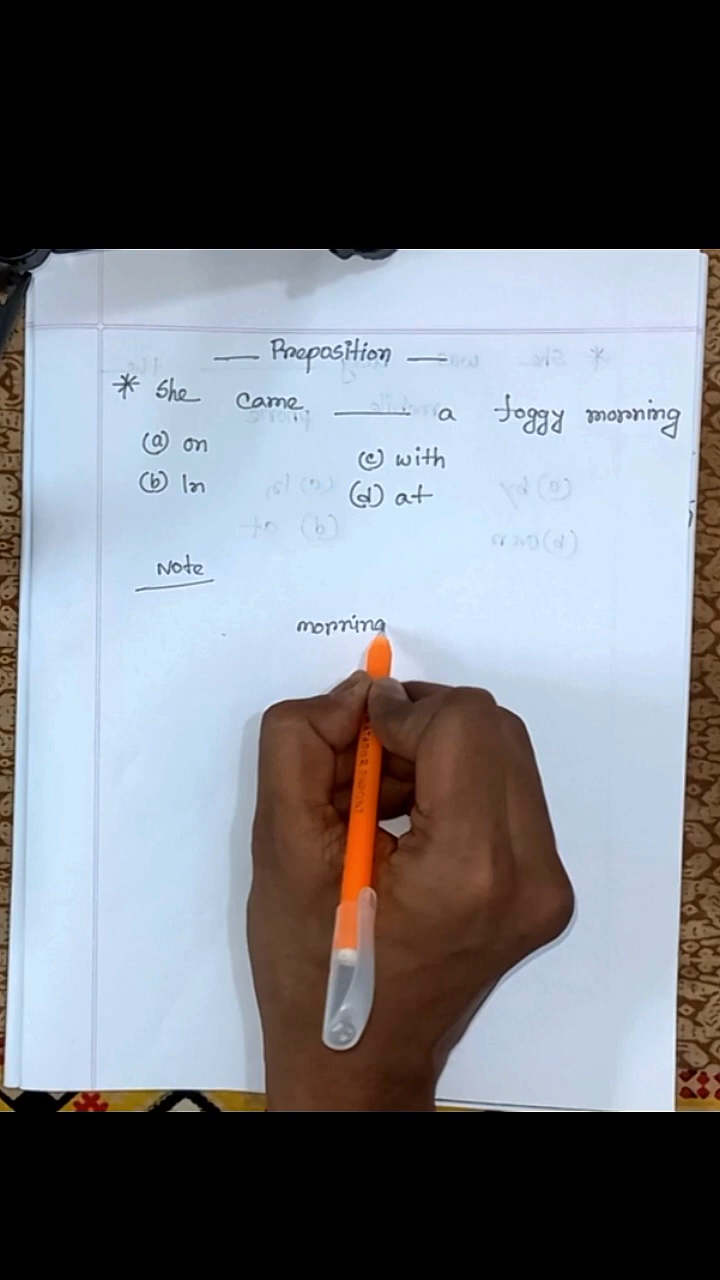 Preposition
* She came ____ a foggy morning
(a) on (c) with
(b) In (d) at
Note
morning